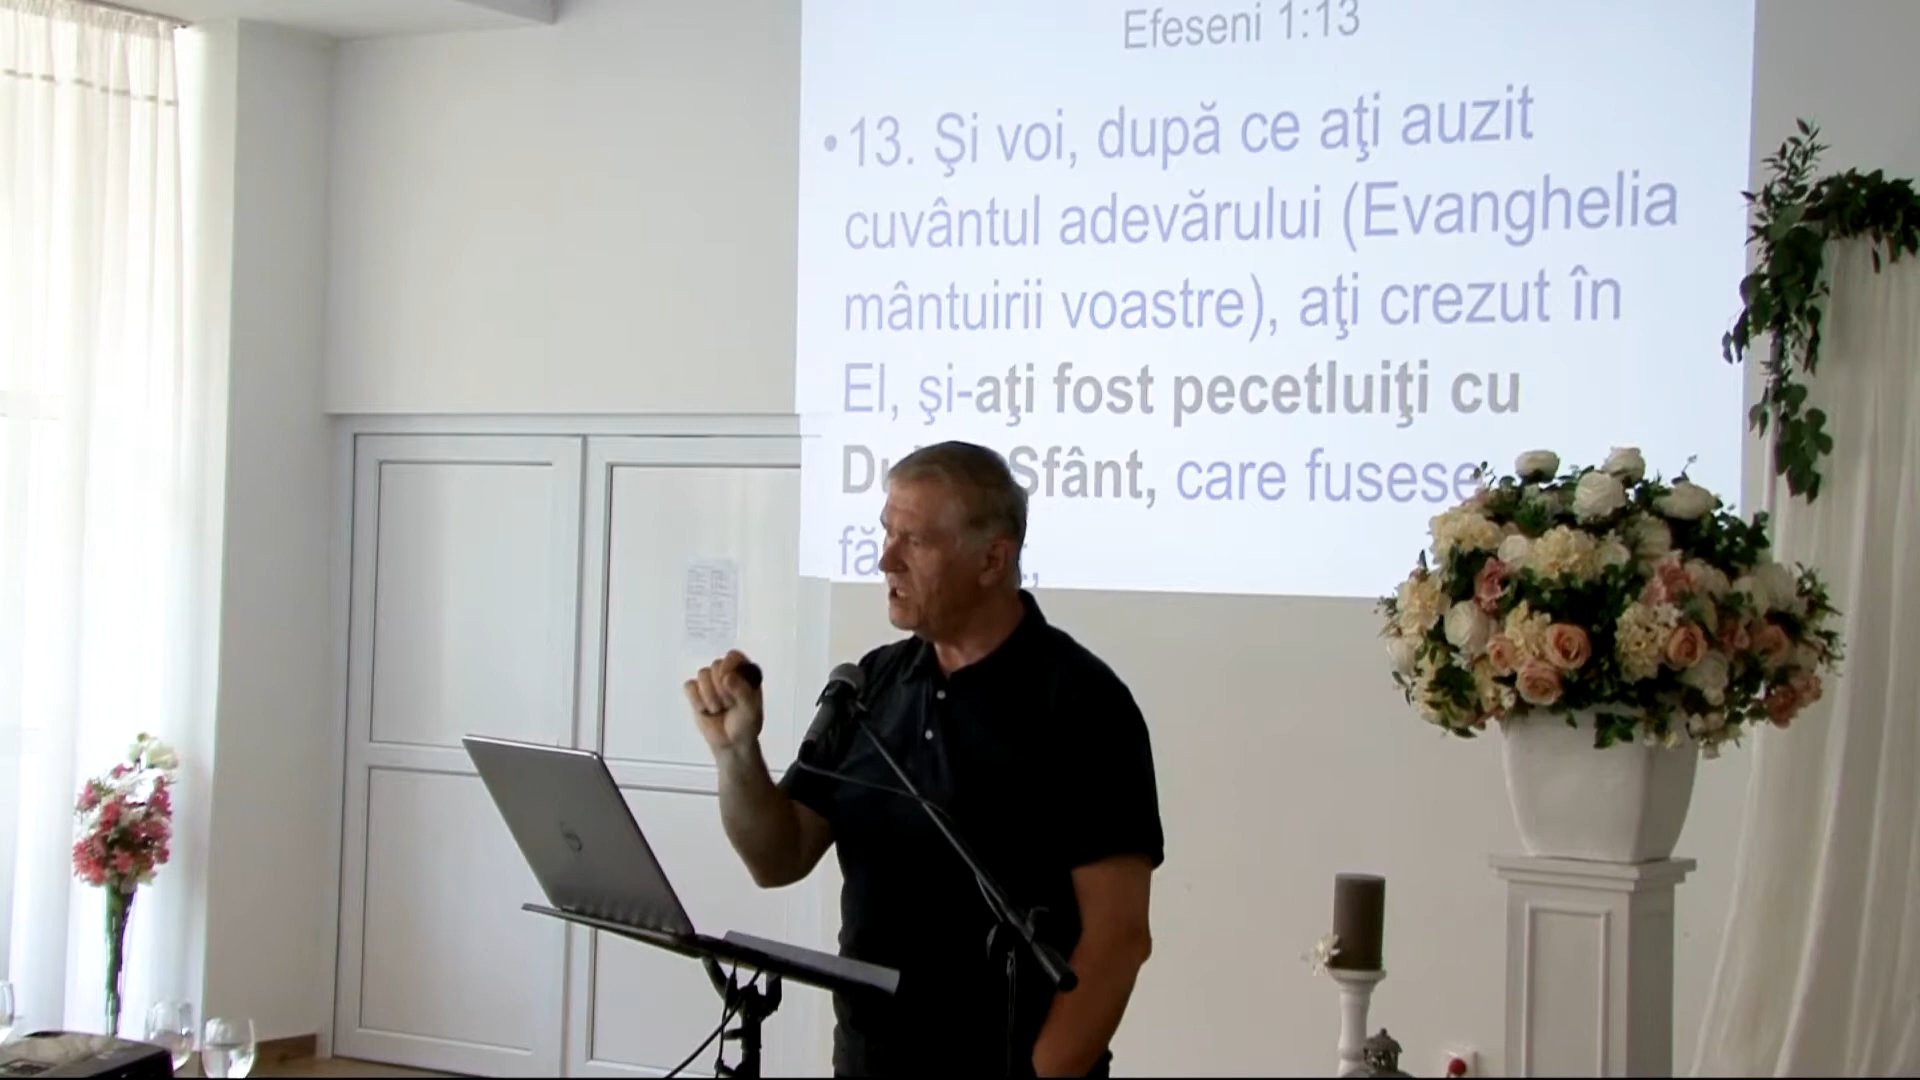 Efeseni 1:13
•13. Şi voi, după ce aţi auzit
cuvântul adevărului (Evanghelia
mântuirii voastre), aţi crezut în
El, şi-aţi fost pecetluiţi cu
Sfânt, care fusese